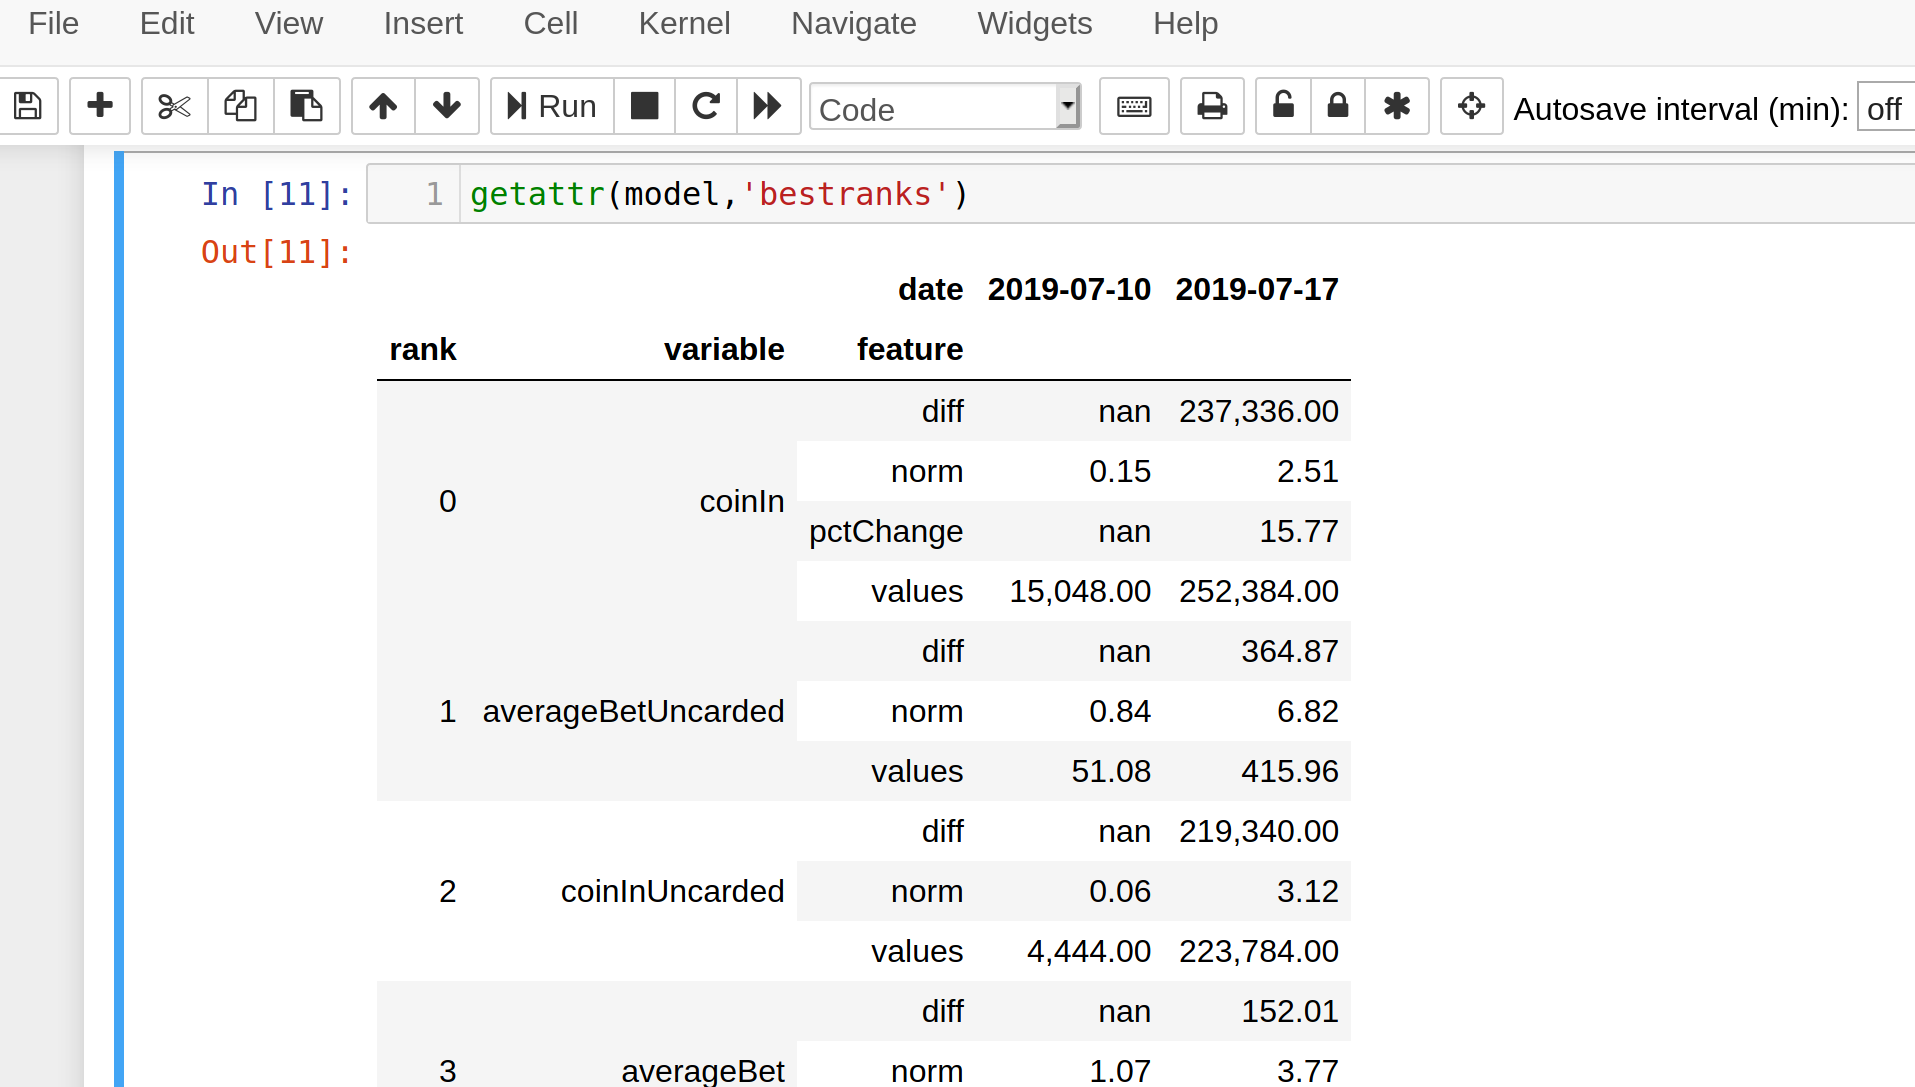 File Edit View Insert Cell Kernel Navigate Widgets Help
Run Code Autosave interval (min): off
In [11]: 1 getattr(model,'bestranks')
Out[11]:
date 2019-07-10 2019-07-17
rank variable feature
diff nan 237,336.00
norm 0.15 2.51
0 coinIn
pctChange nan 15.77
values 15,048.00 252,384.00
diff nan 364.87
1 averageBetUncarded norm 0.84 6.82
values 51.08 415.96
diff nan 219,340.00
2 coinInUncarded norm 0.06 3.12
values 4,444.00 223,784.00
diff nan 152.01
3 averageBet norm 1.07 3.77